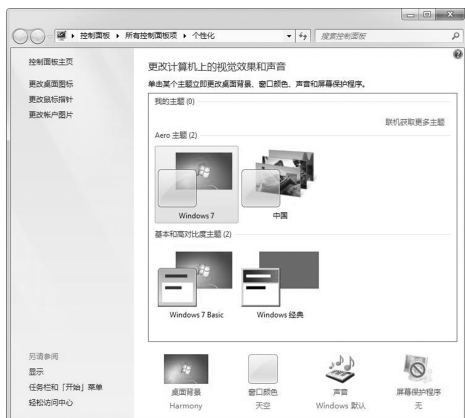 控制面板 ▸ 所有控制面板项 ▸ 个性化
搜索控制面板
控制面板主页
更改桌面图标
更改鼠标指针
更改帐户图片
更改计算机上的视觉效果和声音
单击某个主题立即更改桌面背景、窗口颜色、声音和屏幕保护程序。
我的主题 (0)
联机获取更多主题
Aero 主题 (2)
Windows 7
中国
基本和高对比度主题 (2)
Windows 7 Basic
Windows 经典
另请参阅
显示
任务栏和「开始」菜单
轻松访问中心
桌面背景
Harmony
窗口颜色
天空
声音
Windows 默认
屏幕保护程序
无